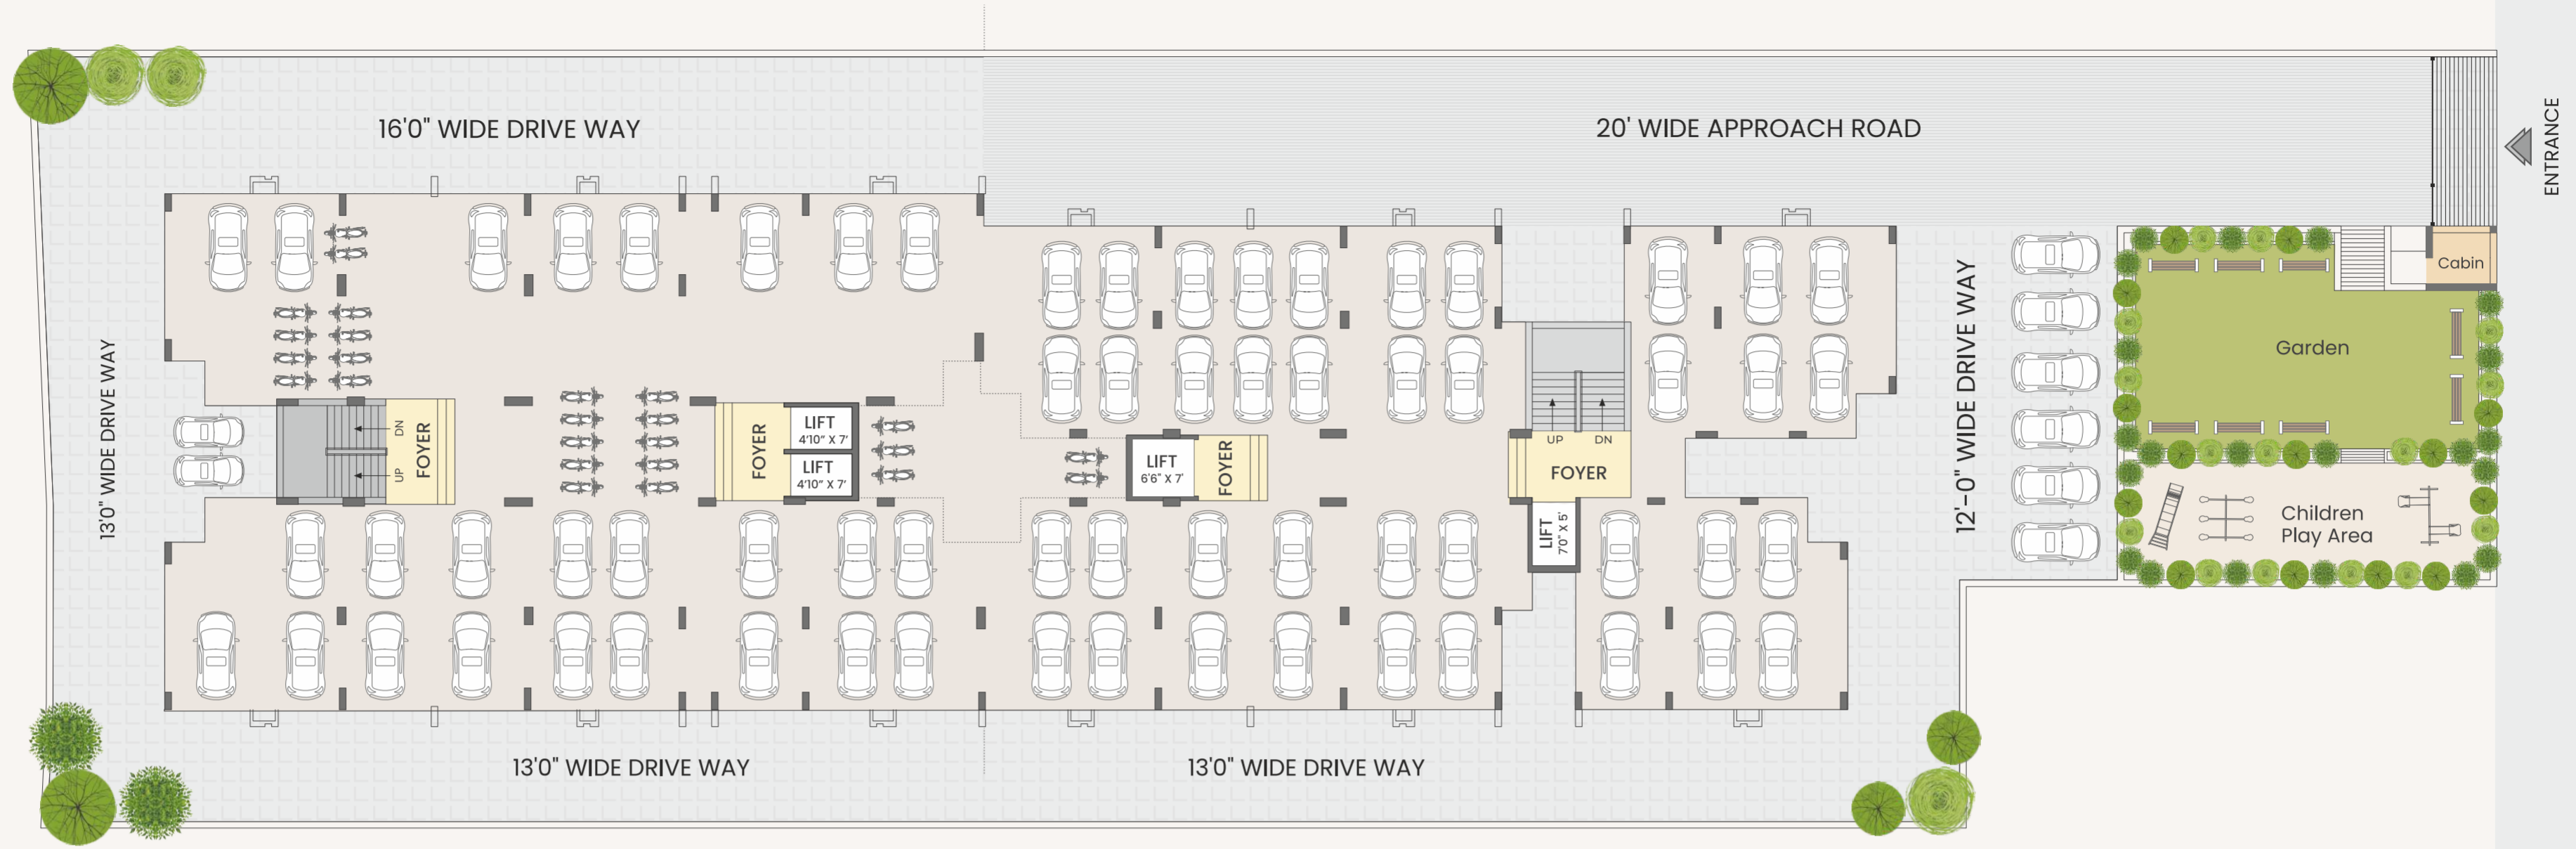 16'0" WIDE DRIVE WAY
20' WIDE APPROACH ROAD
ENTRANCE
13'0" WIDE DRIVE WAY
DN
UP
FOYER
FOYER
LIFT
4'10" X 7'
LIFT
4'10" X 7'
LIFT
6'6" X 7'
FOYER
UP
DN
FOYER
LIFT
7'0" X 5'
12'-0" WIDE DRIVE WAY
Cabin
Garden
Children
Play Area
13'0" WIDE DRIVE WAY
13'0" WIDE DRIVE WAY